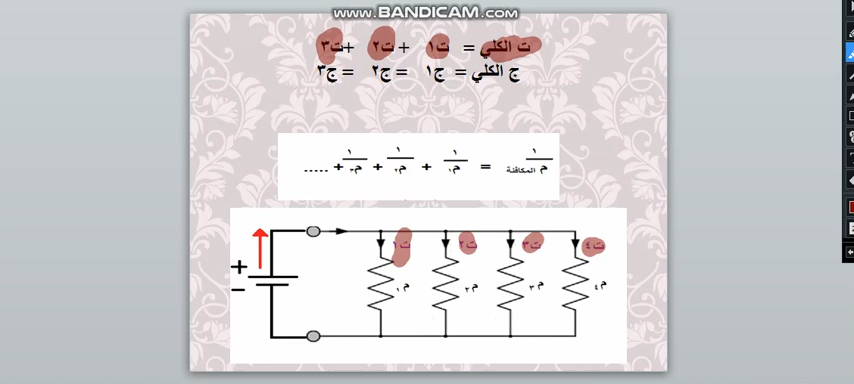 www.BANDICAM.com
ت الكلي = ت١ + ت٢ +ت٣
ج الكلي = ج١ = ج٢ = ج٣
١ ١ ١ ١
م المكافئة = م١ + م٢ + م٣ + .....
ت١ ت٢ ت٣ ت٤
+
−
م١ م٢ م٣ م٤